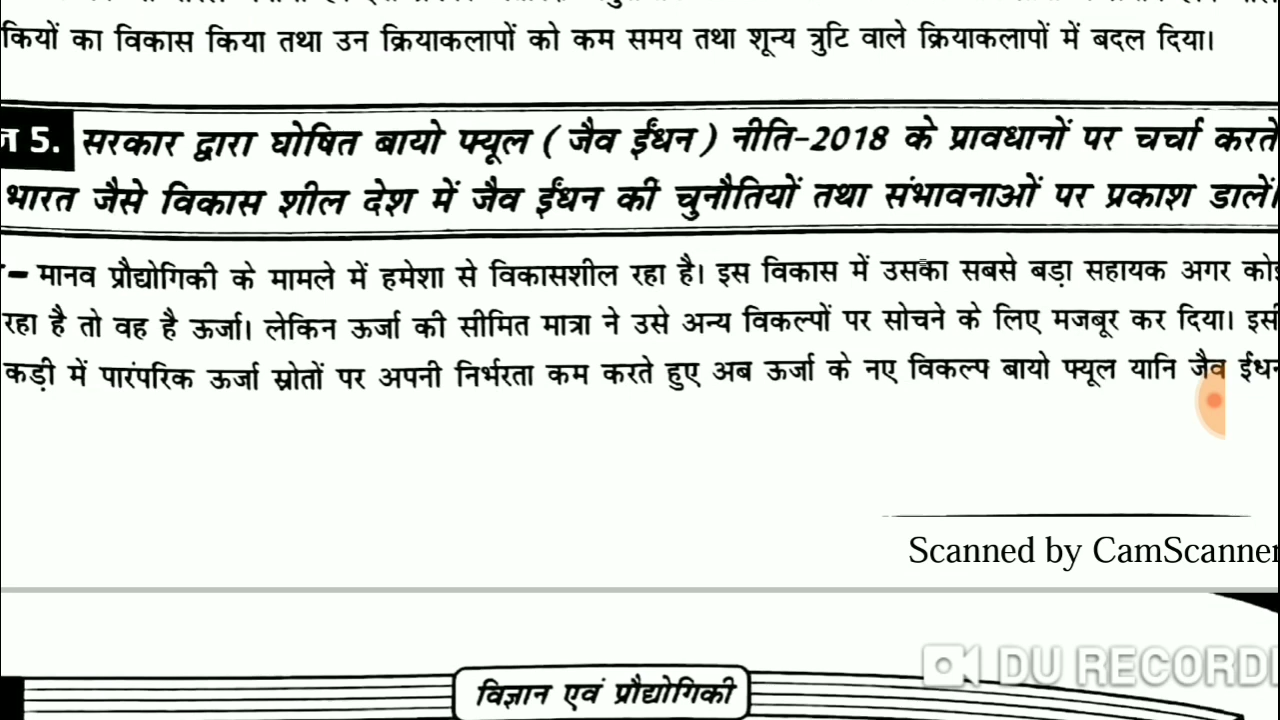 कियों का विकास किया तथा उन क्रियाकलापों को कम समय तथा शून्य त्रुटि वाले क्रियाकलापों में बदल दिया।
5. सरकार द्वारा घोषित बायो फ्यूल ( जैव ईंधन ) नीति-2018 के प्रावधानों पर चर्चा करते
भारत जैसे विकास शील देश में जैव ईंधन की चुनौतियों तथा संभावनाओं पर प्रकाश डालें।
– मानव प्रौद्योगिकी के मामले में हमेशा से विकासशील रहा है। इस विकास में उसका सबसे बड़ा सहायक अगर
रहा है तो वह है ऊर्जा। लेकिन ऊर्जा की सीमित मात्रा ने उसे अन्य विकल्पों पर सोचने के लिए मजबूर कर दिया। इसी
कड़ी में पारंपरिक ऊर्जा स्रोतों पर अपनी निर्भरता कम करते हुए अब ऊर्जा के नए विकल्प बायो फ्यूल यानि जैव ईंधन
Scanned by CamScanner
DU RECORD
विज्ञान एवं प्रौद्योगिकी